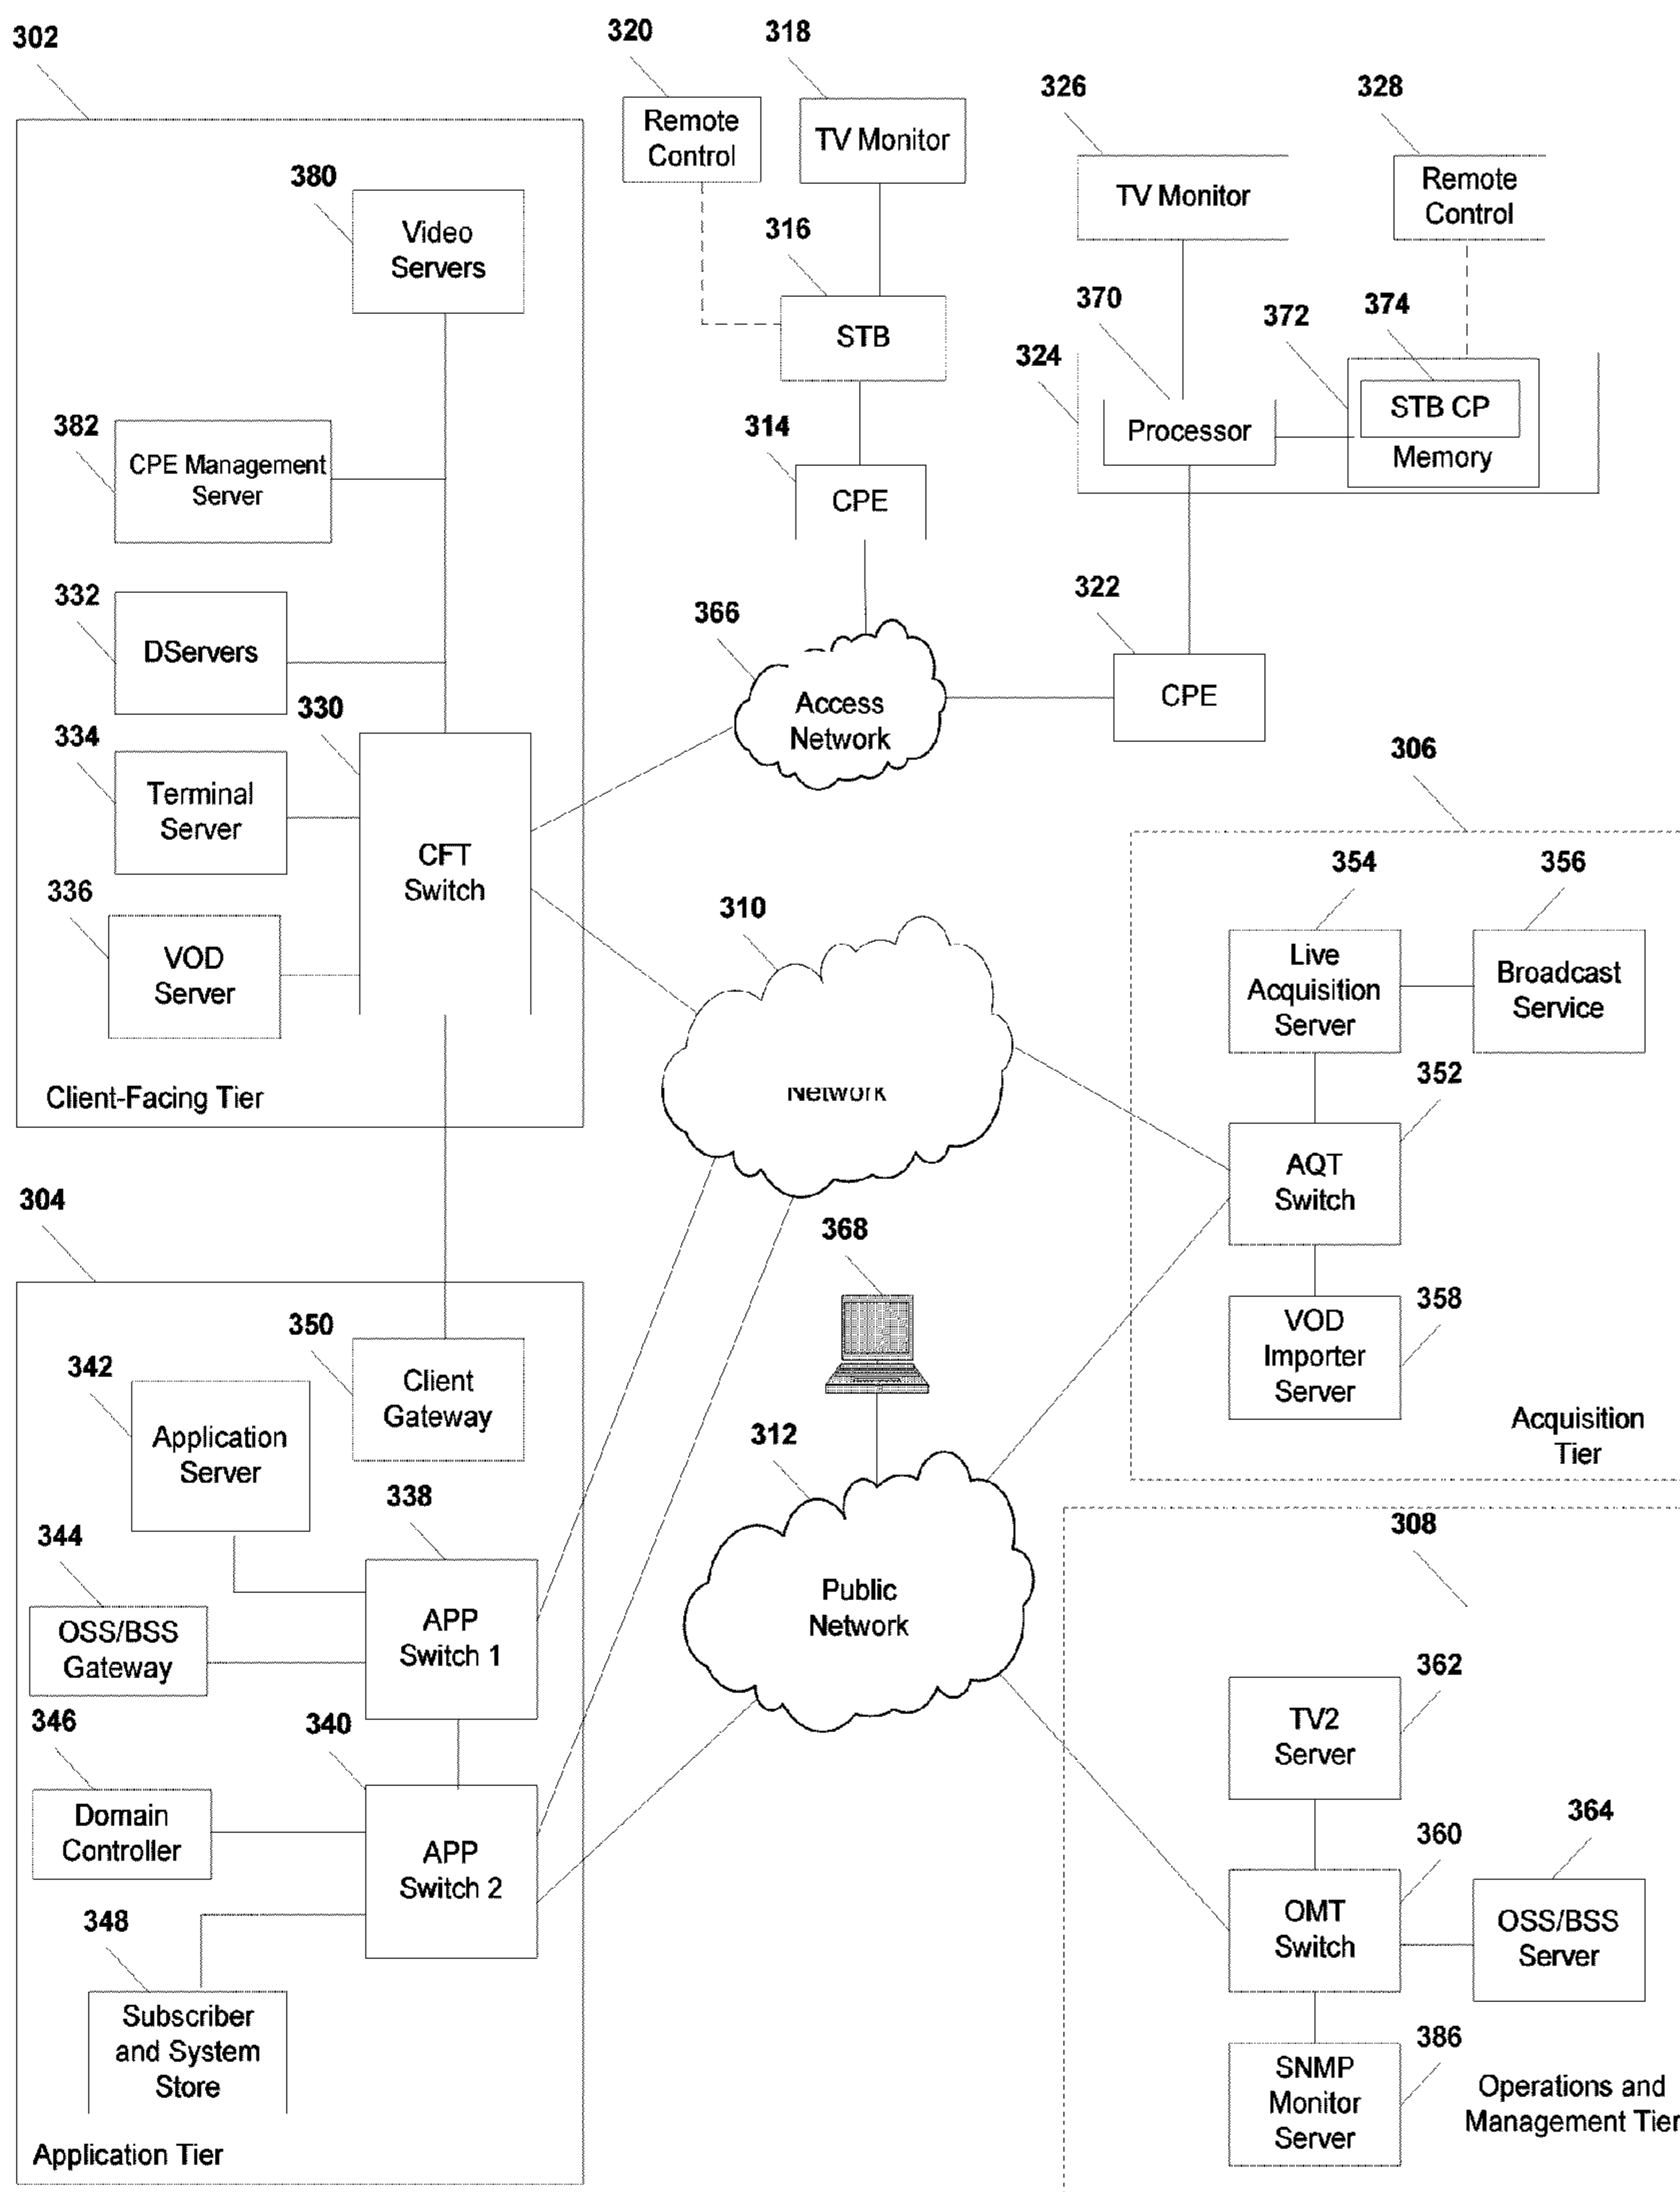 302
320
318
326
328
Remote
Control
TV Monitor
TV Monitor
Remote
Control
380
Video
Servers
316
STB
370
372
374
324
STB CP
Processor
Memory
382
CPE Management
Server
314
CPE
332
DServers
366
322
Access
Network
CPE
330
334
Terminal
Server
306
CFT
Switch
336
VOD
Server
310
354
356
Live
Acquisition
Server
Broadcast
Service
Client-Facing Tier
Network
352
AQT
Switch
304
368
358
VOD
Importer
Server
350
342
Client
Gateway
Application
Server
312
Acquisition
Tier
338
344
308
OSS/BSS
Gateway
APP
Switch 1
Public
Network
362
TV2
Server
346
340
Domain
Controller
APP
Switch 2
360
364
348
OMT
Switch
OSS/BSS
Server
Subscriber
and System
Store
386
SNMP
Monitor
Server
Operations and
Management Tier
Application Tier